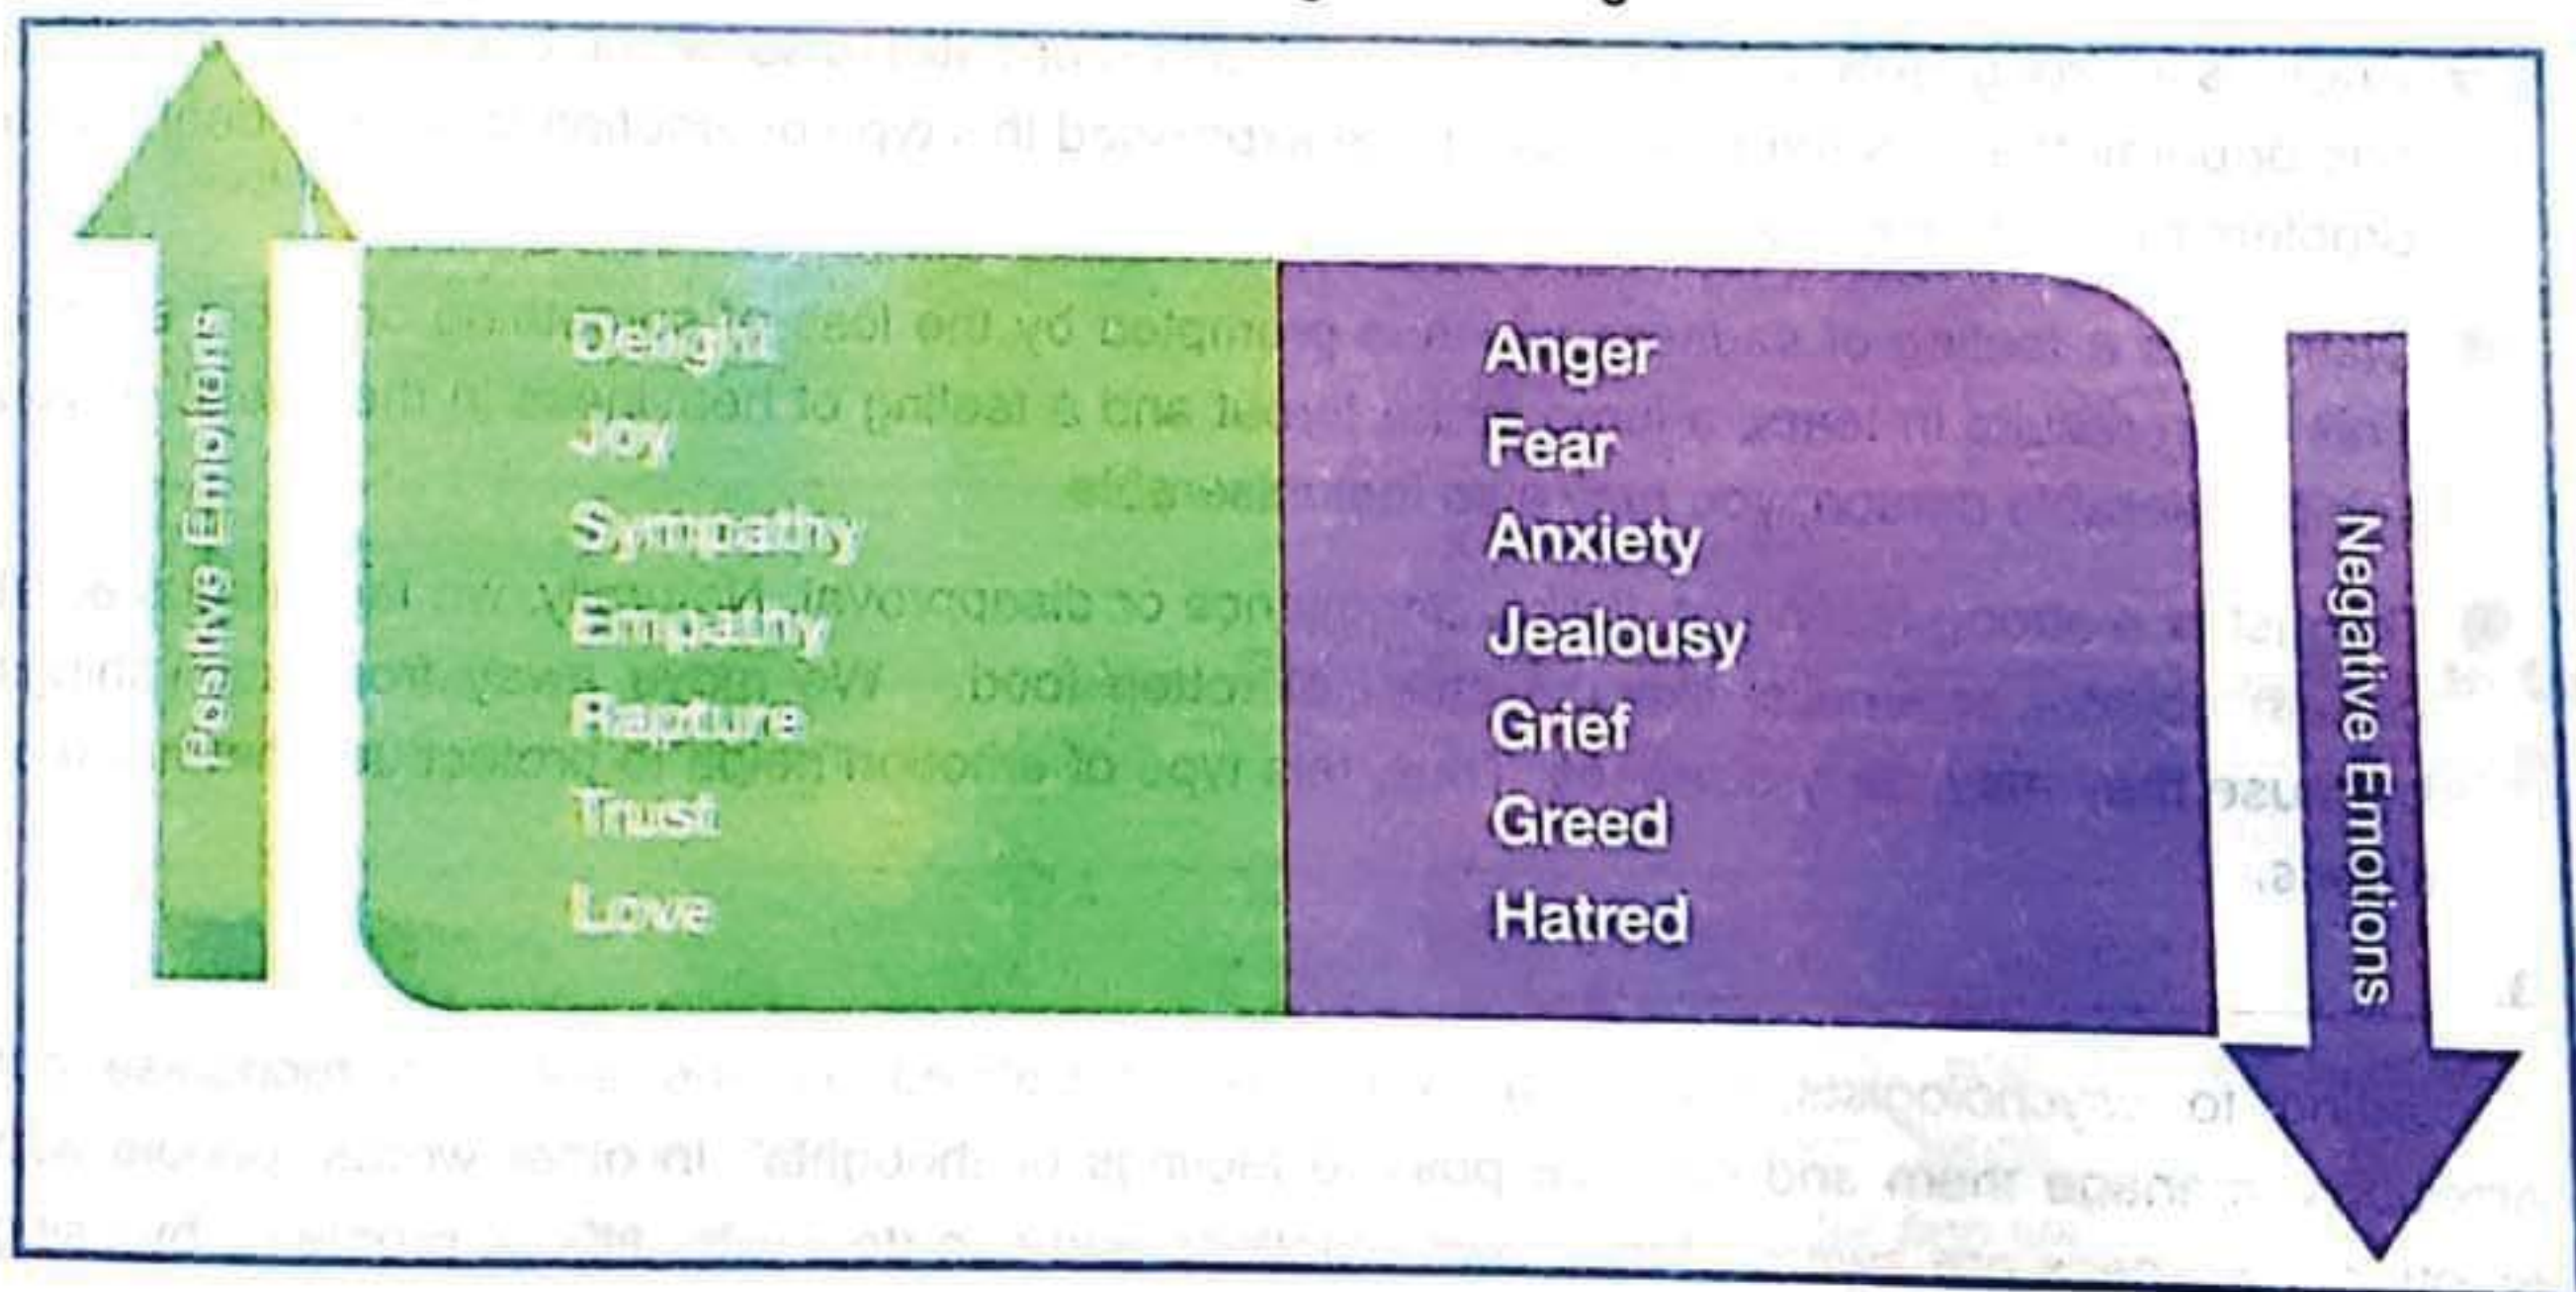 Positive Emotions
Delight
Joy
Sympathy
Empathy
Rapture
Trust
Love
Anger
Fear
Anxiety
Jealousy
Grief
Greed
Hatred
Negative Emotions